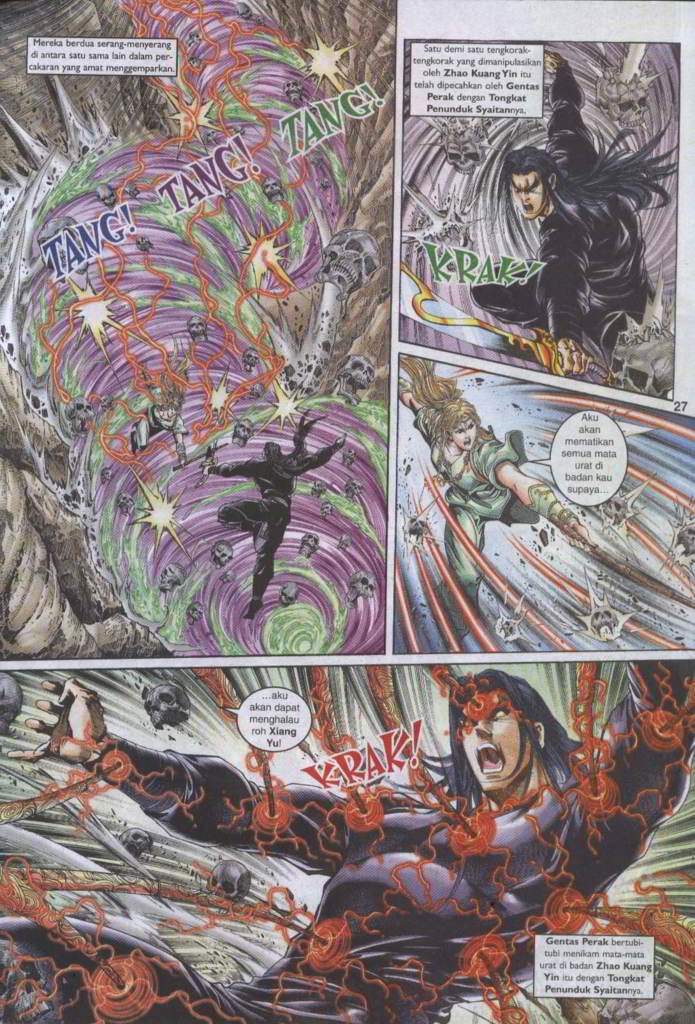 Mereka berdua serang-menyerang
di antara satu sama lain dalam per-
cakaran yang amat menggemparkan.
TANG!
TANG!
TANG!
Satu demi satu tengkorak-
tengkorak yang dimanipulasikan
oleh Zhao Kuang Yin itu
telah dipecahkan oleh Gentas
Perak dengan Tongkat
Penunduk Syaitannya.
KRAK!
27
Aku
akan
mematikan
semua mata
urat di
badan kau
supaya...
...aku
akan dapat
menghalau
roh Xiang
Yu!
KRAK!
Gentas Perak bertubi-
tubi menikam mata-mata
urat di badan Zhao Kuang
Yin itu dengan Tongkat
Penunduk Syaitannya.